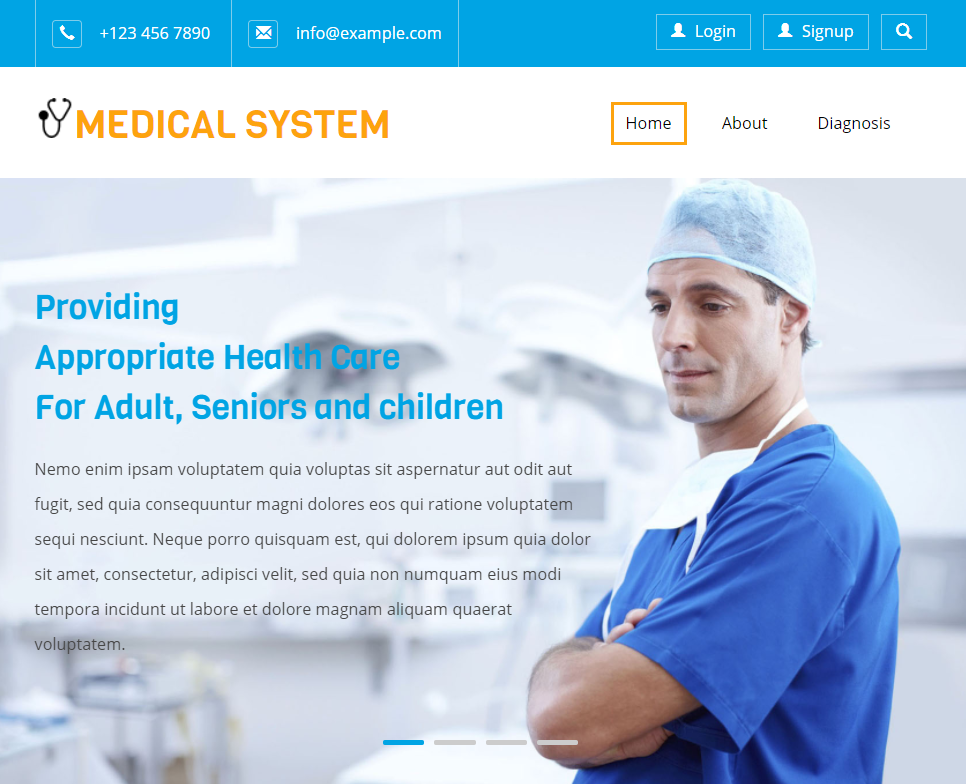 +123 456 7890
info@example.com
Login
Signup
MEDICAL SYSTEM
Home
About
Diagnosis
Providing
Appropriate Health Care
For Adult, Seniors and children
Nemo enim ipsam voluptatem quia voluptas sit aspernatur aut odit aut
fugit, sed quia consequuntur magni dolores eos qui ratione voluptatem
sequi nesciunt. Neque porro quisquam est, qui dolorem ipsum quia dolor
sit amet, consectetur, adipisci velit, sed quia non numquam eius modi
tempora incidunt ut labore et dolore magnam aliquam quaerat
voluptatem.